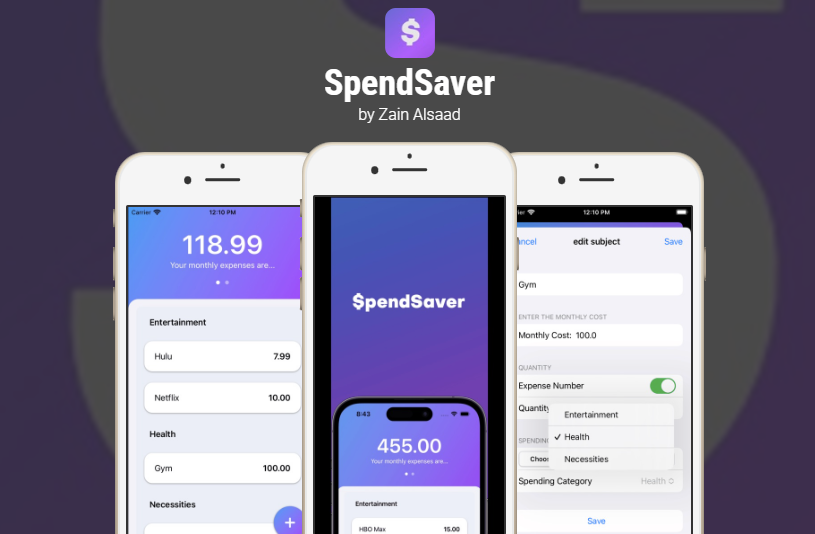 $
SpendSaver
by Zain Alsaad
Carrier 12:10 PM
118.99
Your monthly expenses are...
Entertainment
Hulu 7.99
Netflix 10.00
Health
Gym 100.00
Necessities
+
$pendSaver
8:43
455.00
Your monthly expenses are...
Entertainment
HBO Max 15.00
12:10 PM
edit subject Save
Gym
ENTER THE MONTHLY COST
Monthly Cost: 100.0
QUANTITY
Expense Number
Quantity
Entertainment
✓ Health
Necessities
Spending Category Health
Save